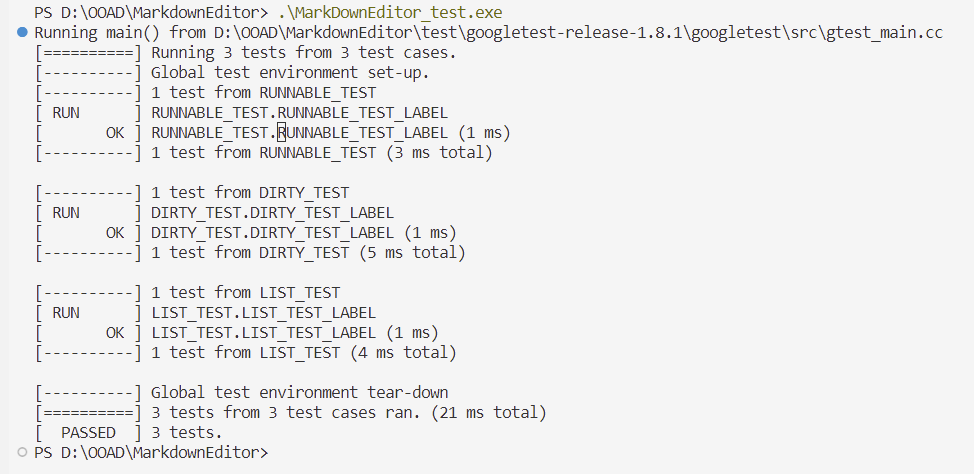 PS D:\OOAD\MarkdownEditor> .\MarkDownEditor_test.exe
Running main() from D:\OOAD\MarkdownEditor\test\googletest-release-1.8.1\googletest\src\gtest_main.cc
[==========] Running 3 tests from 3 test cases.
[----------] Global test environment set-up.
[----------] 1 test from RUNNABLE_TEST
[ RUN      ] RUNNABLE_TEST.RUNNABLE_TEST_LABEL
[       OK ] RUNNABLE_TEST.RUNNABLE_TEST_LABEL (1 ms)
[----------] 1 test from RUNNABLE_TEST (3 ms total)

[----------] 1 test from DIRTY_TEST
[ RUN      ] DIRTY_TEST.DIRTY_TEST_LABEL
[       OK ] DIRTY_TEST.DIRTY_TEST_LABEL (1 ms)
[----------] 1 test from DIRTY_TEST (5 ms total)

[----------] 1 test from LIST_TEST
[ RUN      ] LIST_TEST.LIST_TEST_LABEL
[       OK ] LIST_TEST.LIST_TEST_LABEL (1 ms)
[----------] 1 test from LIST_TEST (4 ms total)

[----------] Global test environment tear-down
[==========] 3 tests from 3 test cases ran. (21 ms total)
[  PASSED  ] 3 tests.
PS D:\OOAD\MarkdownEditor>